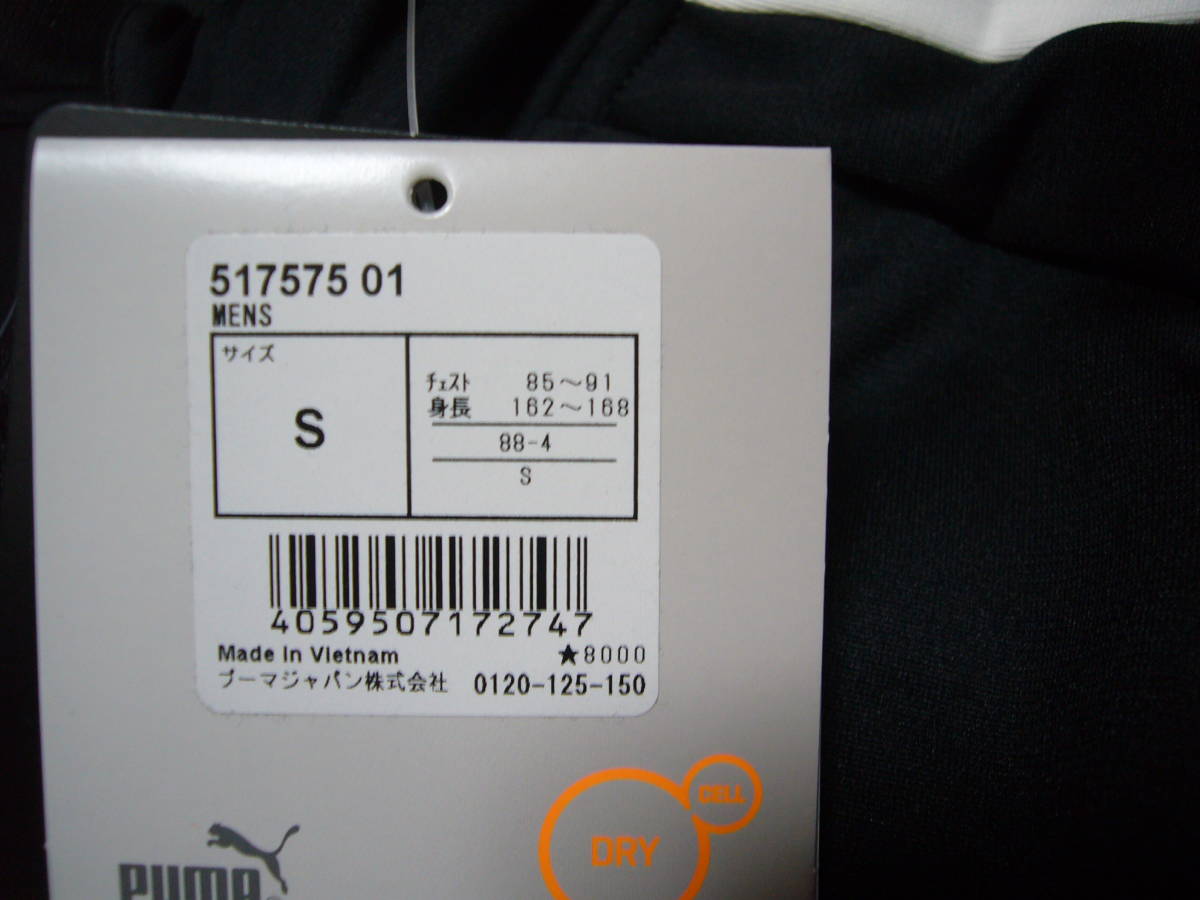 517575 01
MENS
サイズ
S
チェスト 85～91
身長 162～168
88-4
S
4059507172747
Made In Vietnam ★8000
プーマジャパン株式会社 0120-125-150
CELL
DRY
PUMA